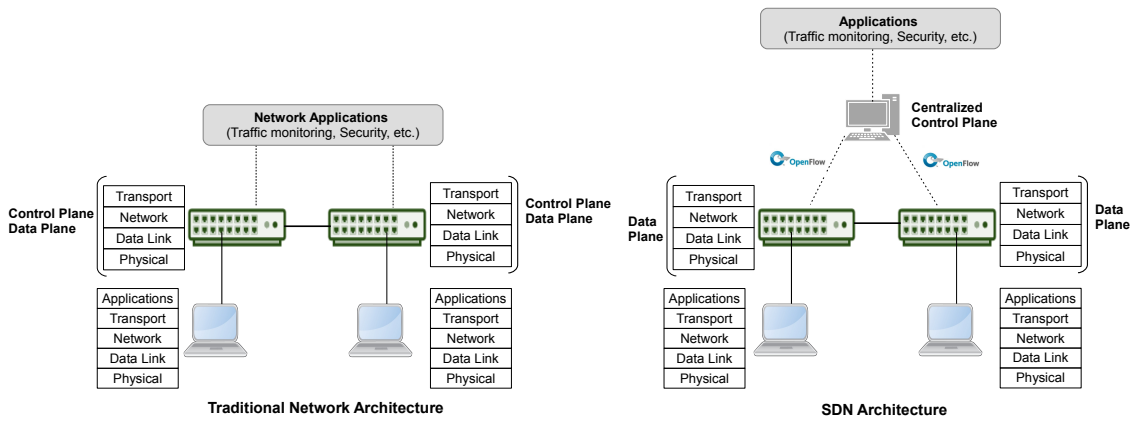 Network Applications
(Traffic monitoring, Security, etc.)
Control Plane
Data Plane
Transport
Network
Data Link
Physical
Transport
Network
Data Link
Physical
Control Plane
Data Plane
Applications
Transport
Network
Data Link
Physical
Applications
Transport
Network
Data Link
Physical
Traditional Network Architecture
Applications
(Traffic monitoring, Security, etc.)
Centralized
Control Plane
OpenFlow
OpenFlow
Data
Plane
Transport
Network
Data Link
Physical
Transport
Network
Data Link
Physical
Data
Plane
Applications
Transport
Network
Data Link
Physical
Applications
Transport
Network
Data Link
Physical
SDN Architecture